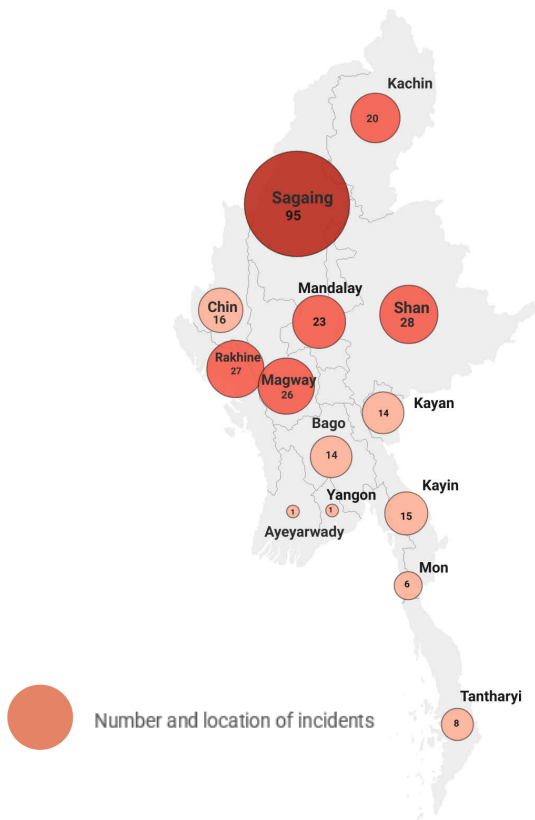 Kachin
20
Sagaing
95
Mandalay
23
Shan
28
Chin
16
Rakhine
27
Magway
26
Kayan
14
Bago
14
Kayin
15
Yangon
1
1
Ayeyarwady
Mon
6
Tantharyi
8
Number and location of incidents